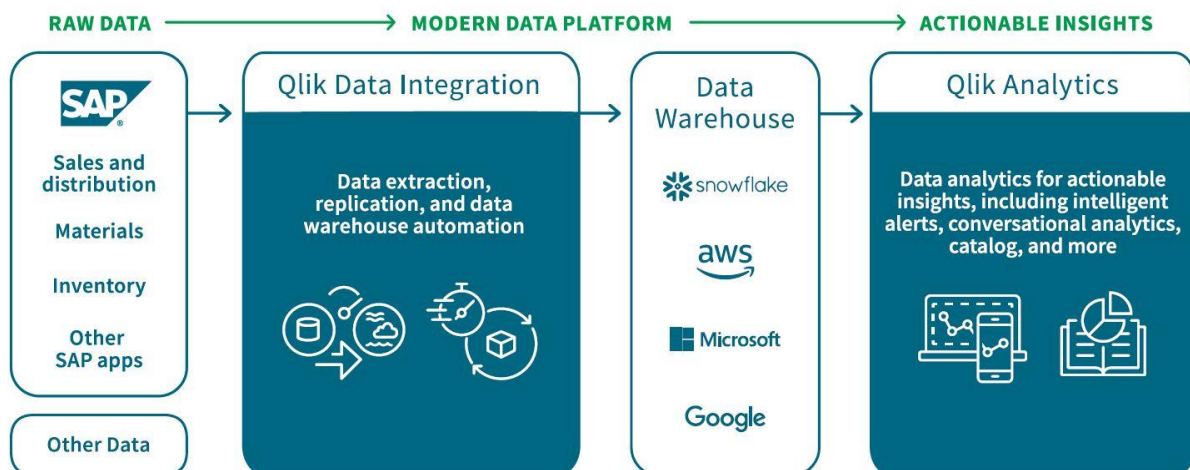 RAW DATA
MODERN DATA PLATFORM
ACTIONABLE INSIGHTS
SAP
®
Sales and
distribution
Materials
Inventory
Other
SAP apps
Other Data
Qlik Data Integration
Data extraction,
replication, and data
warehouse automation
Data
Warehouse
snowflake
aws
Microsoft
Google
Qlik Analytics
Data analytics for actionable
insights, including intelligent
alerts, conversational analytics,
catalog, and more